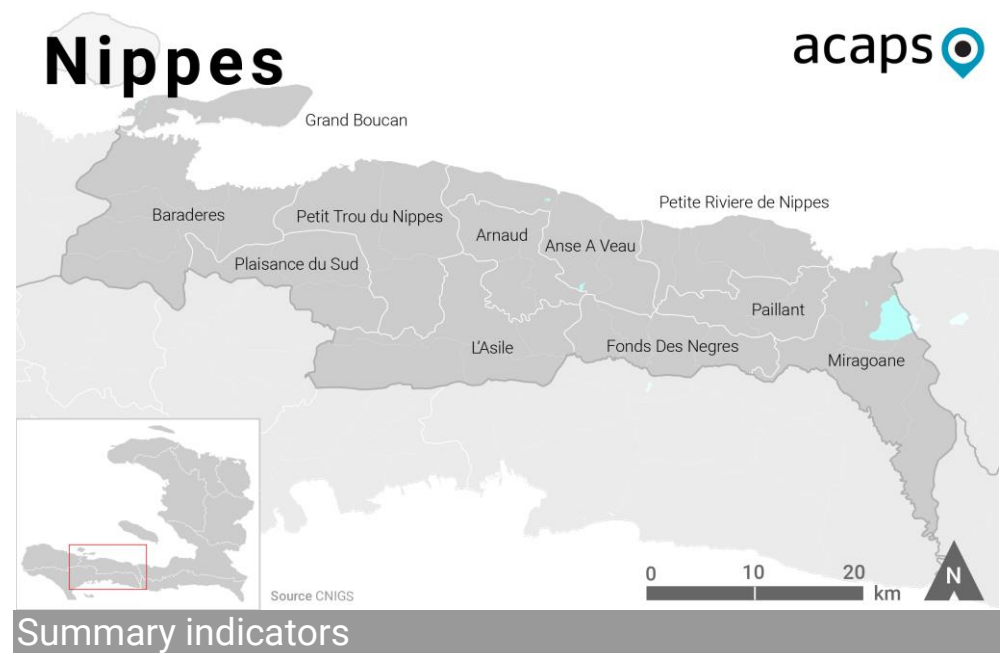 Nippes
acaps
Grand Boucan
Petite Riviere de Nippes
Baraderes
Petit Trou du Nippes
Arnaud
Anse A Veau
Plaisance du Sud
Paillant
L'Asile
Fonds Des Negres
Miragoane
0 10 20
km
N
Source CNIGS
Summary indicators